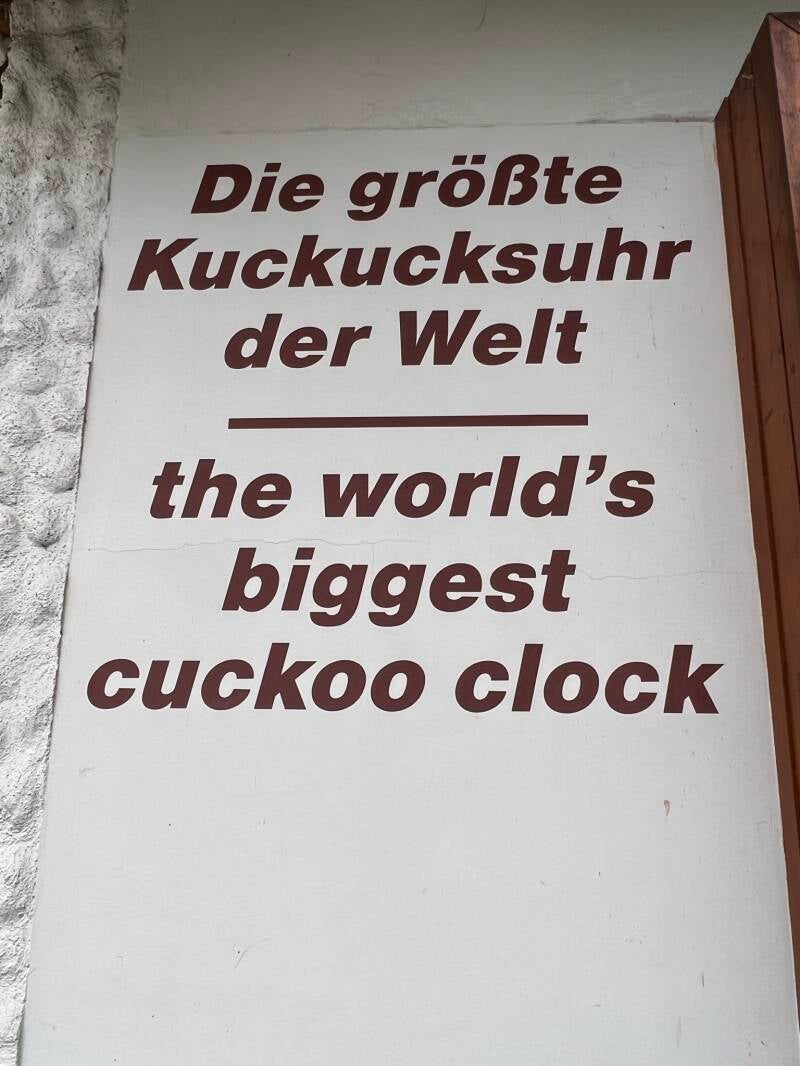 Die größte
Kuckucksuhr
der Welt
the world's
biggest
cuckoo clock